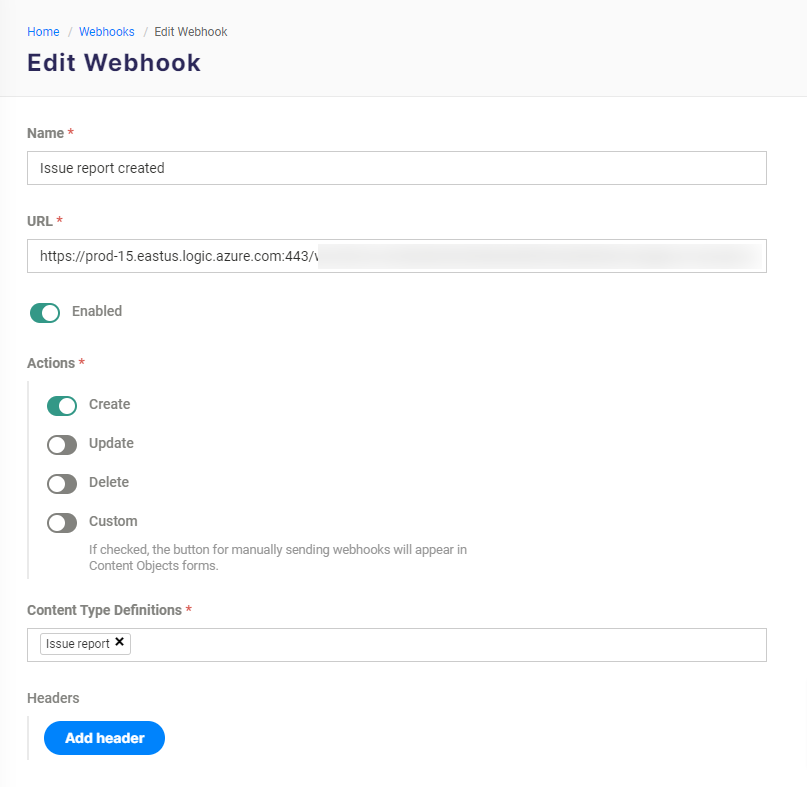 Home / Webhooks / Edit Webhook
Edit Webhook
Name *
Issue report created
URL *
https://prod-15.eastus.logic.azure.com:443/
Enabled
Actions *
Create
Update
Delete
Custom
If checked, the button for manually sending webhooks will appear in
Content Objects forms.
Content Type Definitions *
Issue report ×
Headers
Add header